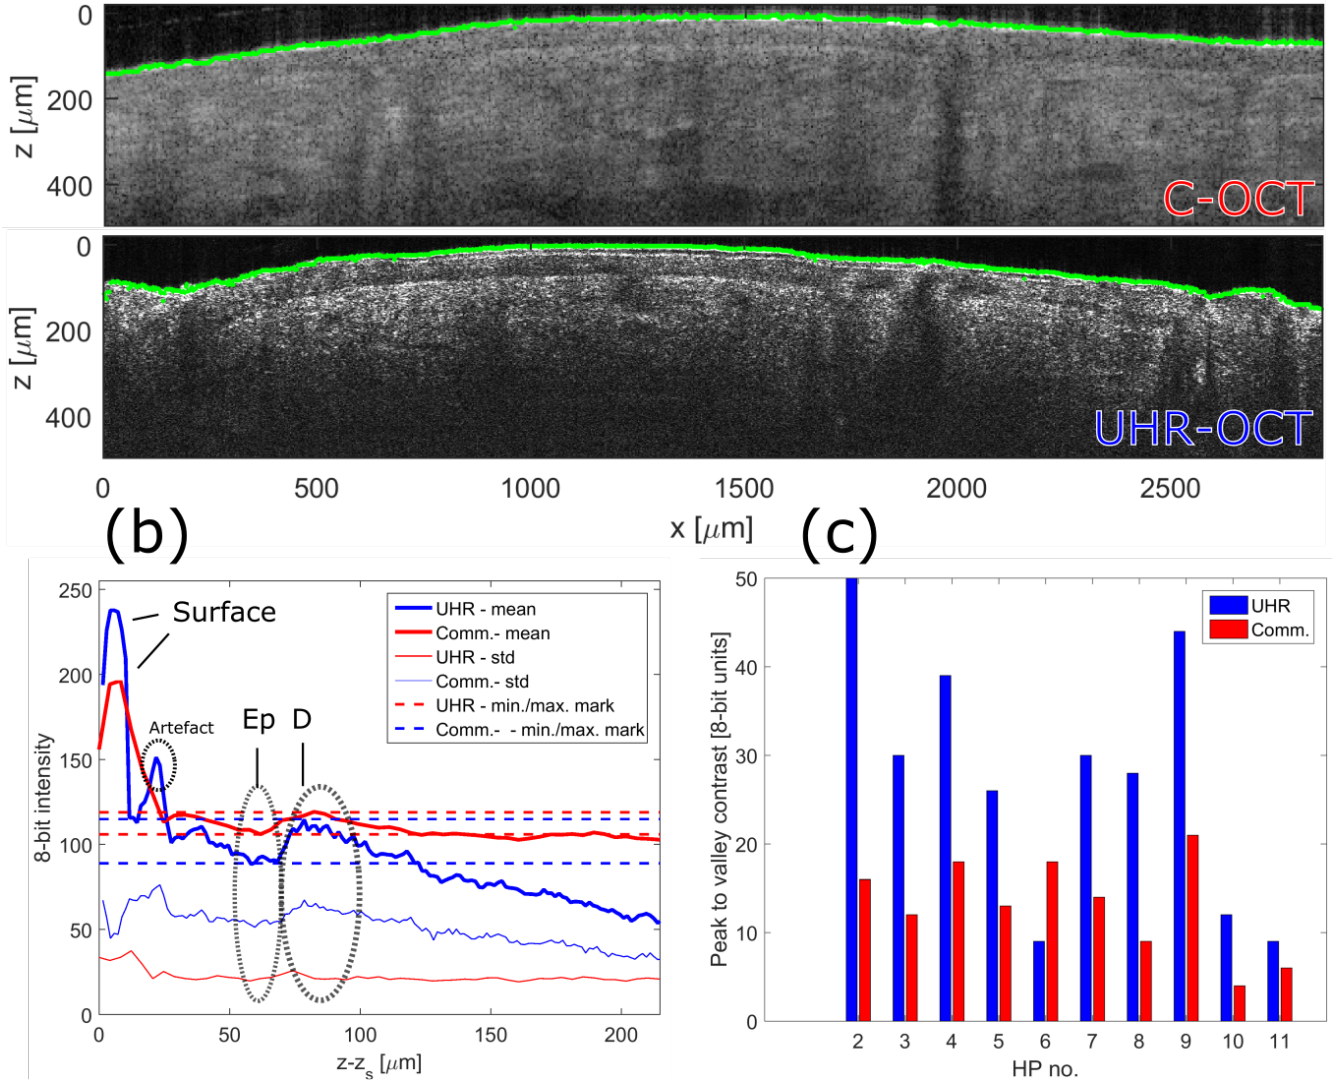 0
200
400
z [μm]
C-OCT
0
200
400
z [μm]
UHR-OCT
0 500 1000 1500 2000 2500
x [μm]
(b)
250
200
150
100
50
0
8-bit intensity
Surface
Artefact
Ep D
UHR - mean
Comm.- mean
UHR - std
Comm.- std
UHR - min./max. mark
Comm.- - min./max. mark
0 50 100 150 200
z-zs [μm]
(c)
50
40
30
20
10
0
Peak to valley contrast [8-bit units]
UHR
Comm.
2 3 4 5 6 7 8 9 10 11
HP no.